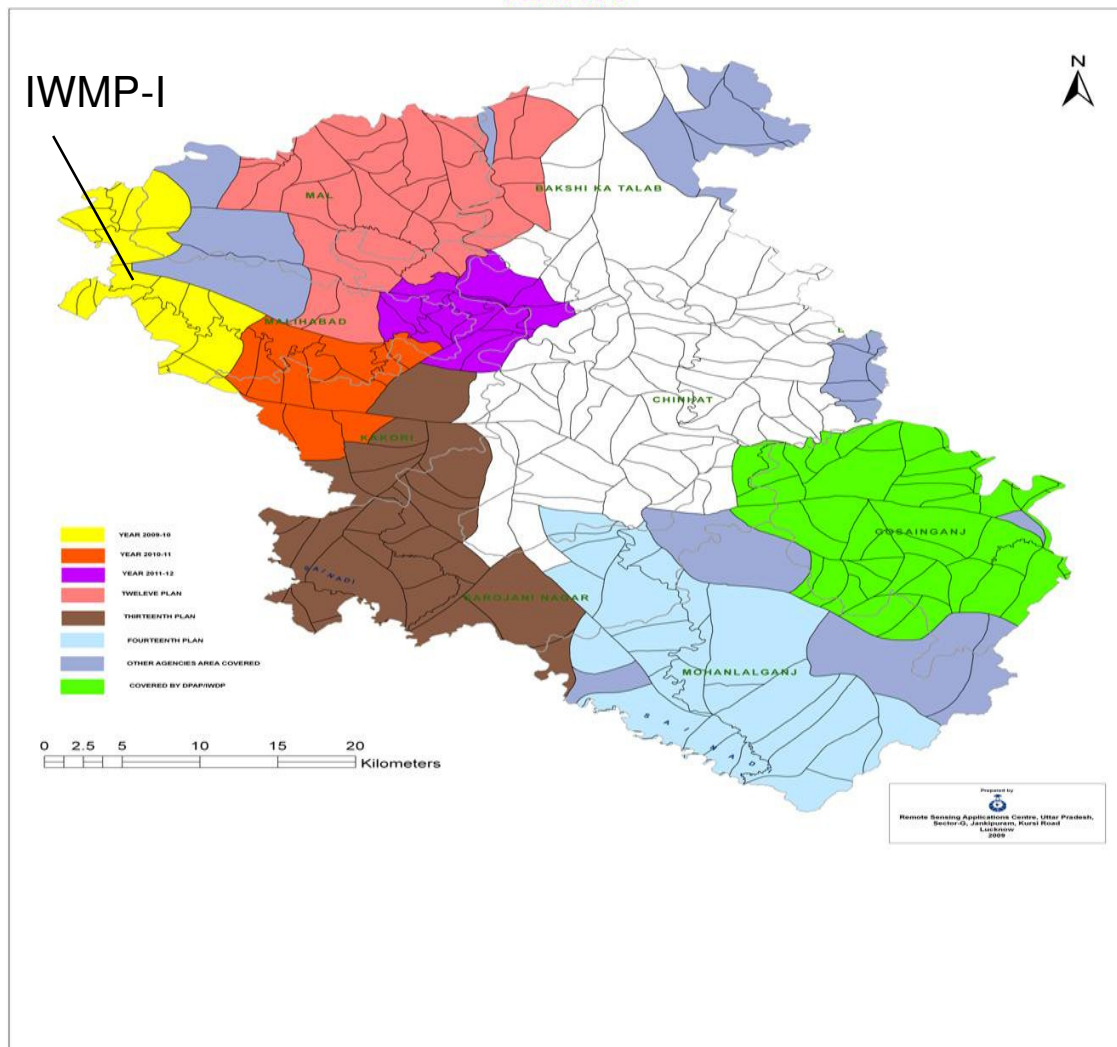 IWMP-I
N
MAL
BAKSHI KA TALAB
MALIHABAD
CHINHAT
KAKORI
GOSAINGANJ
SAROJANI NAGAR
MOHANLALGANJ
SAI NADI
S A I N A D
YEAR 2009-10
YEAR 2010-11
YEAR 2011-12
TWELEVE PLAN
THIRTEENTH PLAN
FOURTEENTH PLAN
OTHER AGENCIES AREA COVERED
COVERED BY DPAP/IWDP
0 2.5 5 10 15 20
Kilometers
Prepared by
Remote Sensing Applications Centre, Uttar Pradesh,
Sector-G, Jankipuram, Kursi Road
Lucknow
2009